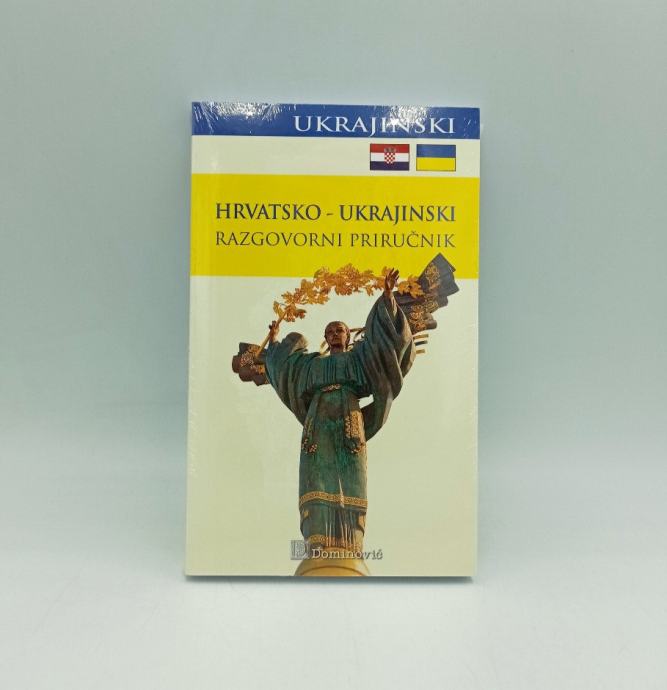 UKRAJINSKI
HRVATSKO - UKRAJINSKI
RAZGOVORNI PRIRUČNIK
Dominović